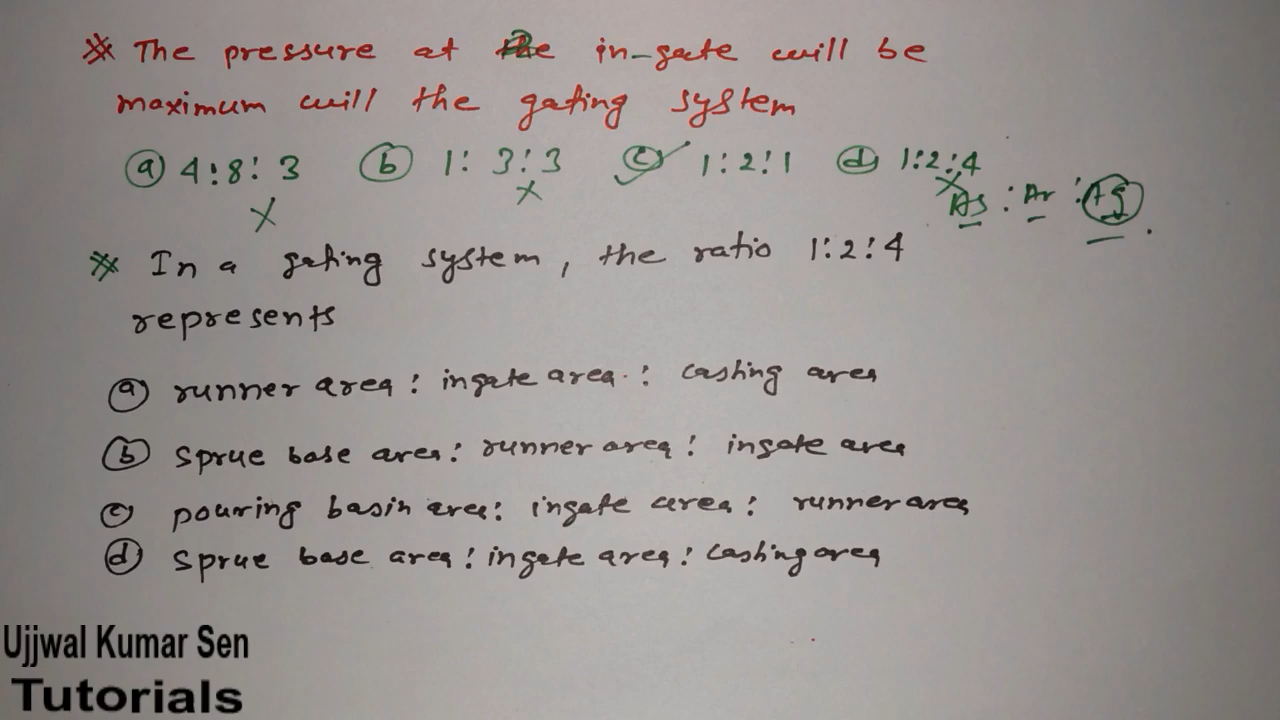 ※ The pressure at the in-gate will be
maximum will the gating system
(a) 4:8:3 (b) 1:3:3 (c) ✓ 1:2:1 (d) 1:2:4
× × × As : Ar : Ag.
※ In a gating system, the ratio 1:2:4
represents
(a) runner area : ingate area : casting area
(b) sprue base area : runner area : ingate area
(c) pouring basin area : ingate area : runner area
(d) sprue base area : ingate area : casting area
Ujjwal Kumar Sen
Tutorials